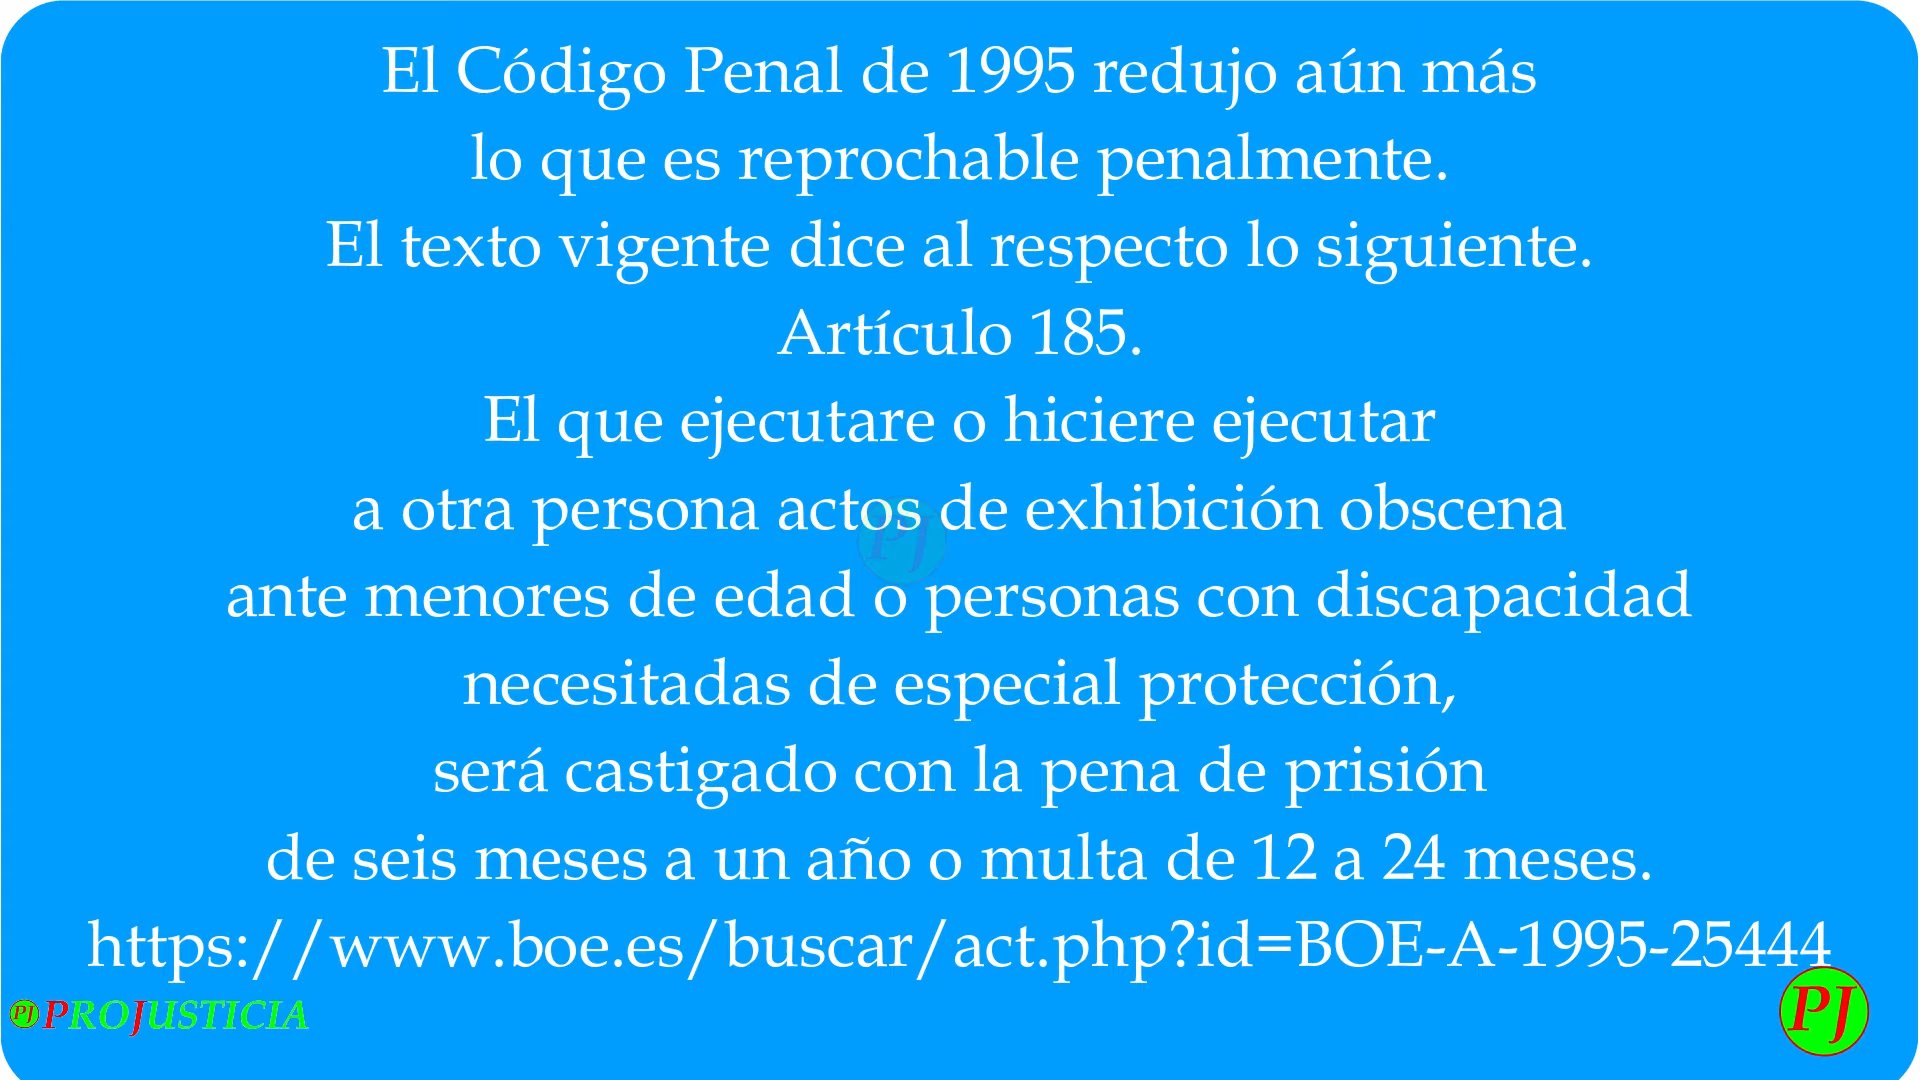 El Código Penal de 1995 redujo aún más
lo que es reprochable penalmente.
El texto vigente dice al respecto lo siguiente.
Artículo 185.
El que ejecutare o hiciere ejecutar
a otra persona actos de exhibición obscena
ante menores de edad o personas con discapacidad
necesitadas de especial protección,
será castigado con la pena de prisión
de seis meses a un año o multa de 12 a 24 meses.
https://www.boe.es/buscar/act.php?id=BOE-A-1995-25444
PJ PROJUSTICIA
PJ
PJ